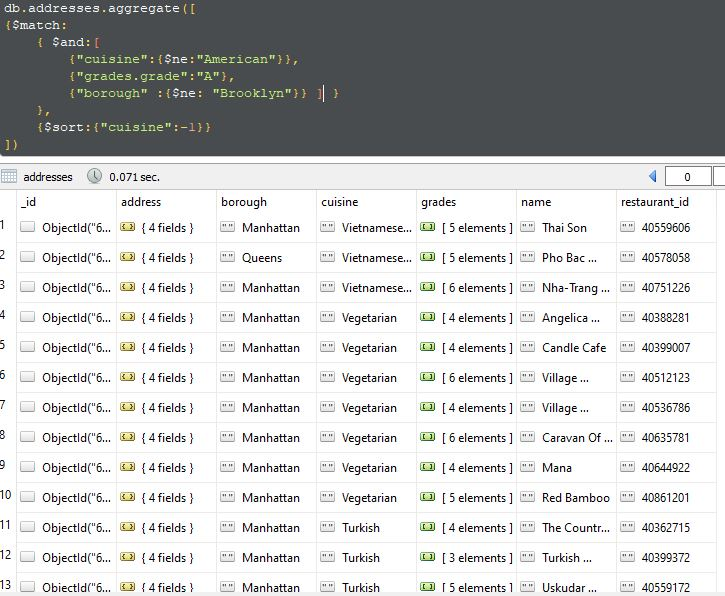 db.addresses.aggregate([
{$match:
{ $and:[
{"cuisine":{$ne:"American"}},
{"grades.grade":"A"},
{"borough" :{$ne: "Brooklyn"}} ] }
},
{$sort:{"cuisine":-1}}
])
addresses 0.071 sec. 0
_id address borough cuisine grades name restaurant_id
1 ObjectId("6... { 4 fields } Manhattan Vietnamese... [ 5 elements ] Thai Son 40559606
2 ObjectId("6... { 4 fields } Queens Vietnamese... [ 5 elements ] Pho Bac ... 40578058
3 ObjectId("6... { 4 fields } Manhattan Vietnamese... [ 6 elements ] Nha-Trang ... 40751226
4 ObjectId("6... { 4 fields } Manhattan Vegetarian [ 4 elements ] Angelica ... 40388281
5 ObjectId("6... { 4 fields } Manhattan Vegetarian [ 4 elements ] Candle Cafe 40399007
6 ObjectId("6... { 4 fields } Manhattan Vegetarian [ 6 elements ] Village ... 40512123
7 ObjectId("6... { 4 fields } Manhattan Vegetarian [ 4 elements ] Village ... 40536786
8 ObjectId("6... { 4 fields } Manhattan Vegetarian [ 6 elements ] Caravan Of ... 40635781
9 ObjectId("6... { 4 fields } Manhattan Vegetarian [ 4 elements ] Mana 40644922
10 ObjectId("6... { 4 fields } Manhattan Vegetarian [ 5 elements ] Red Bamboo 40861201
11 ObjectId("6... { 4 fields } Manhattan Turkish [ 4 elements ] The Countr... 40362715
12 ObjectId("6... { 4 fields } Manhattan Turkish [ 3 elements ] Turkish ... 40399372
13 ObjectId("6... { 4 fields } Manhattan Turkish [ 5 elements ] Uskudar ... 40559172